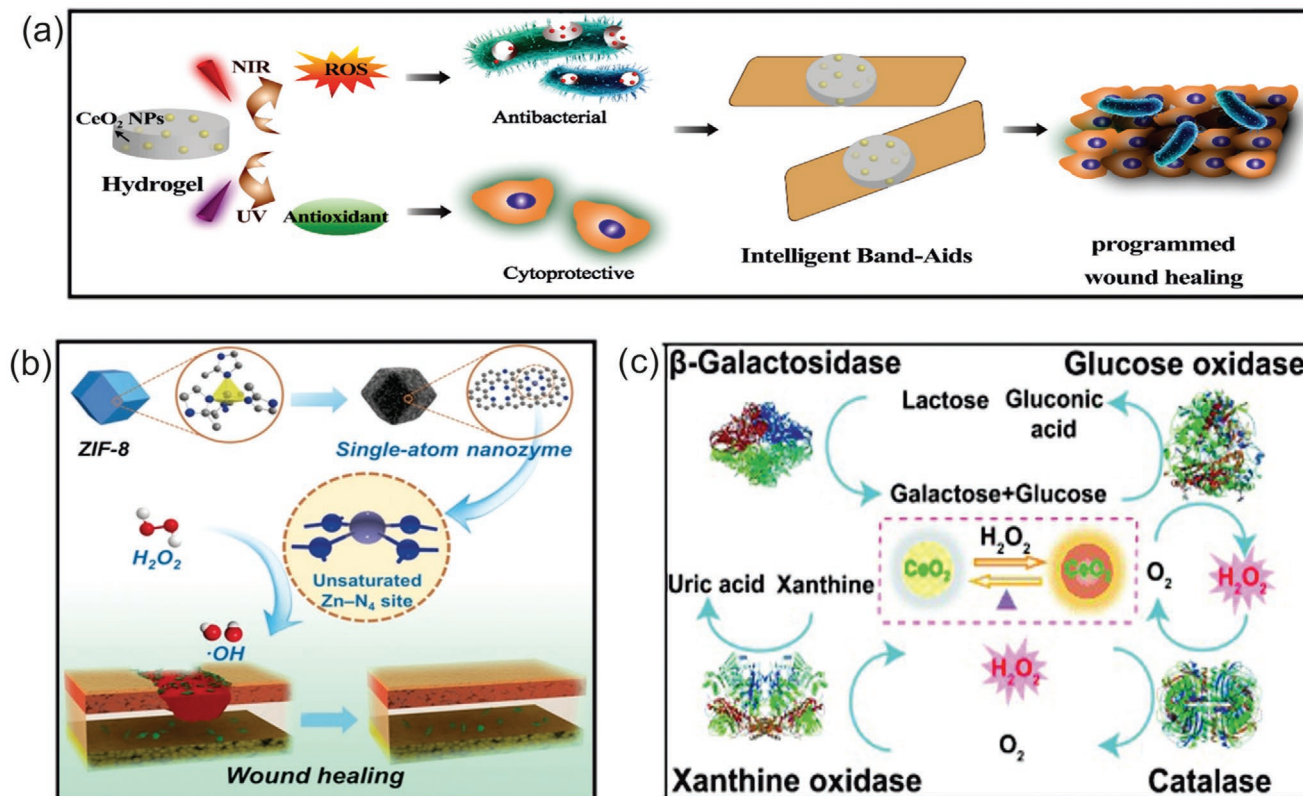 (a)
NIR
ROS
CeO₂ NPs
Hydrogel
UV
Antioxidant
Antibacterial
Cytoprotective
Intelligent Band-Aids
programmed
wound healing
(b)
ZIF-8
Single-atom nanozyme
H₂O₂
Unsaturated
Zn–N₄ site
·OH
Wound healing
(c)
β-Galactosidase
Glucose oxidase
Lactose
Gluconic
acid
Galactose+Glucose
H₂O₂
CeO₂
CeO₂
O₂
H₂O₂
Uric acid
Xanthine
H₂O₂
O₂
Xanthine oxidase
Catalase